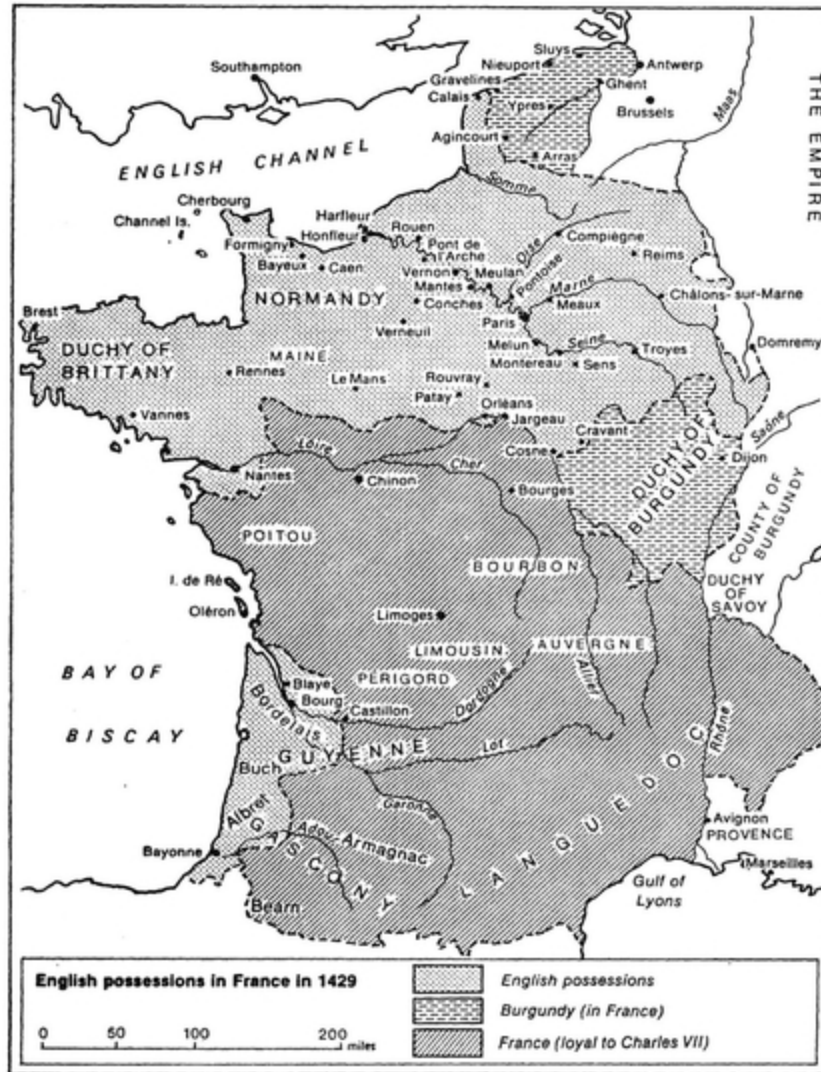 Southampton
Sluys
Nieuport
Antwerp
Gravelines
Ghent
Calais
Ypres
Brussels
Maas
THE EMPIRE
Agincourt
Arras
ENGLISH CHANNEL
Somme
Cherbourg
Channel Is.
Harfleur
Rouen
Honfleur
Formigny
Pont de
l'Arche
Oise
Compiègne
Reims
Bayeux
Caen
Vernon
Meulan
Pontoise
Mantes
Marne
NORMANDY
Conches
Meaux
Châlons-sur-Marne
Brest
Verneuil
Paris
DUCHY OF
BRITTANY
MAINE
Melun
Seine
Troyes
Domremy
Montereau
Sens
Rennes
Le Mans
Rouvray
Patay
Vannes
Orléans
Jargeau
Cravant
Saône
Loire
Cosne
DUCHY OF
BURGUNDY
Dijon
Nantes
Chinon
Cher
Bourges
COUNTY OF
BURGUNDY
POITOU
BOURBON
DUCHY
OF
SAVOY
I. de Ré
Oléron
Limoges
LIMOUSIN
AUVERGNE
Allier
BAY OF
BISCAY
PÉRIGORD
Blaye
Bourg
Dordogne
Castillon
Bordelais
GUYENNE
Lot
Rhône
Buch
Albret
Garonne
LANGUEDOC
Avignon
PROVENCE
Adour
Armagnac
Bayonne
GASCONY
Marseilles
Bearn
Gulf of
Lyons
English possessions in France in 1429
0 50 100 200
miles
English possessions
Burgundy (in France)
France (loyal to Charles VII)